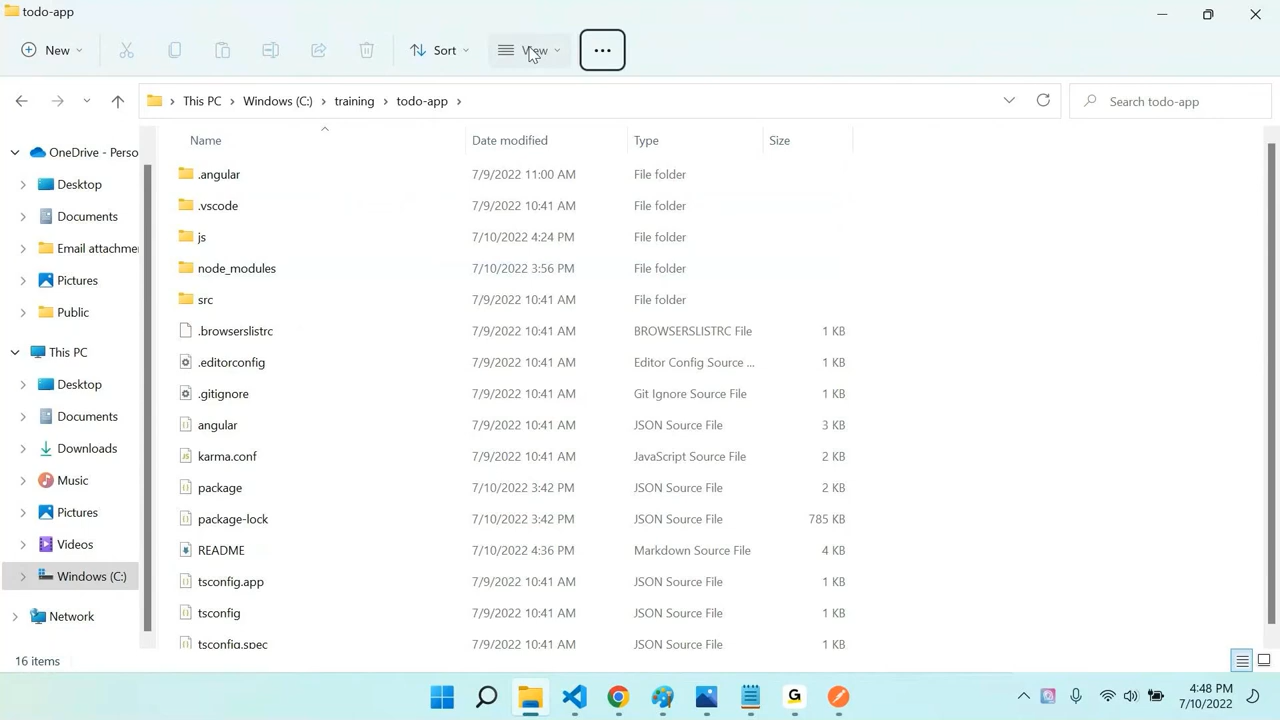 todo-app
New
Sort
View
...
This PC
Windows (C:)
training
todo-app
Search todo-app
Name
Date modified
Type
Size
OneDrive - Perso
Desktop
Documents
Email attachme
Pictures
Public
This PC
Desktop
Documents
Downloads
Music
Pictures
Videos
Windows (C:)
Network
.angular 7/9/2022 11:00 AM File folder
.vscode 7/9/2022 10:41 AM File folder
js 7/10/2022 4:24 PM File folder
node_modules 7/10/2022 3:56 PM File folder
src 7/9/2022 10:41 AM File folder
.browserslistrc 7/9/2022 10:41 AM BROWSERSLISTRC File 1 KB
.editorconfig 7/9/2022 10:41 AM Editor Config Source ... 1 KB
.gitignore 7/9/2022 10:41 AM Git Ignore Source File 1 KB
angular 7/9/2022 10:41 AM JSON Source File 3 KB
karma.conf 7/9/2022 10:41 AM JavaScript Source File 2 KB
package 7/10/2022 3:42 PM JSON Source File 2 KB
package-lock 7/10/2022 3:42 PM JSON Source File 785 KB
README 7/10/2022 4:36 PM Markdown Source File 4 KB
tsconfig.app 7/9/2022 10:41 AM JSON Source File 1 KB
tsconfig 7/9/2022 10:41 AM JSON Source File 1 KB
tsconfig.spec 7/9/2022 10:41 AM JSON Source File 1 KB
16 items
4:48 PM
7/10/2022